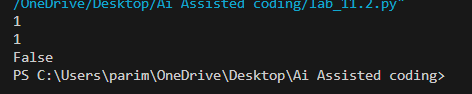 /OneDrive/Desktop/Ai Assisted coding/lab_11.2.py"
1
1
False
PS C:\Users\parim\OneDrive\Desktop\Ai Assisted coding>